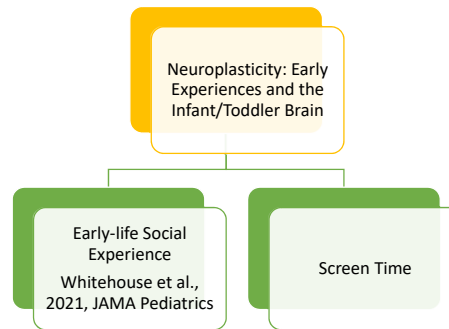 Neuroplasticity: Early
Experiences and the
Infant/Toddler Brain
Early-life Social
Experience
Whitehouse et al.,
2021, JAMA Pediatrics
Screen Time